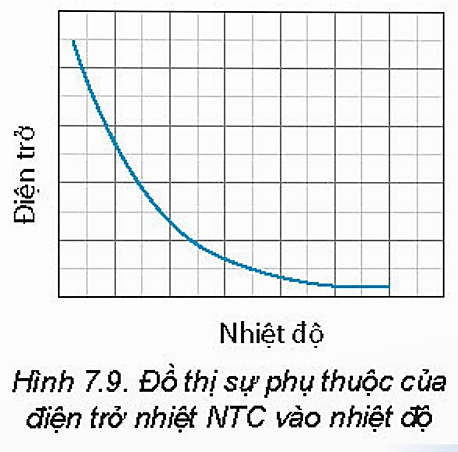 Điện trở
Nhiệt độ
Hình 7.9. Đồ thị sự phụ thuộc của
điện trở nhiệt NTC vào nhiệt độ